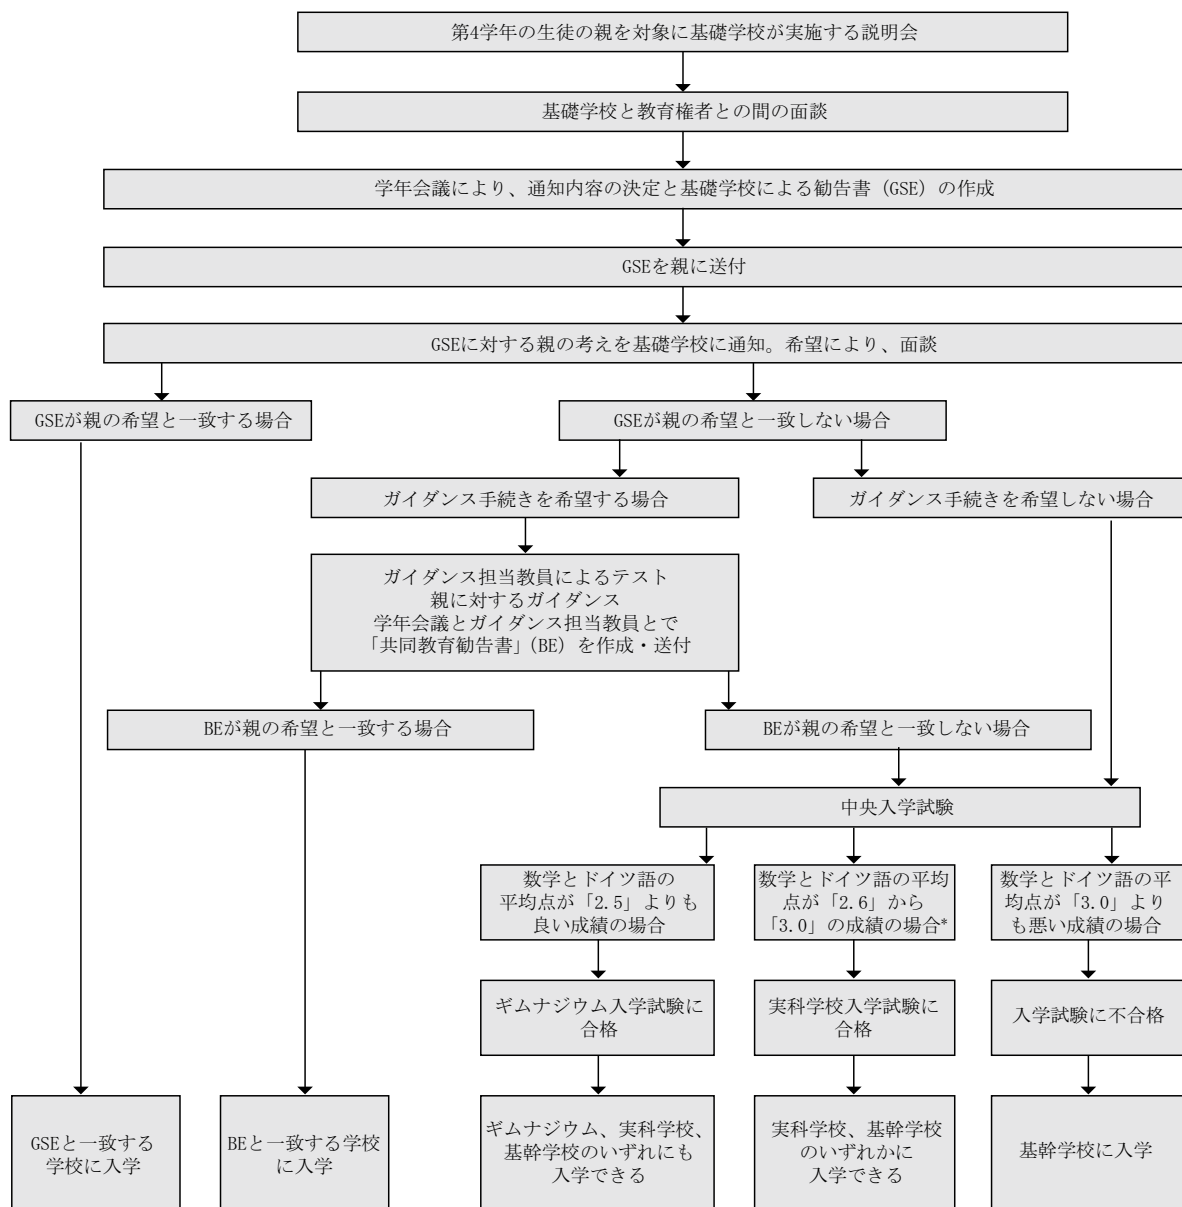 第4学年の生徒の親を対象に基礎学校が実施する説明会
基礎学校と教育権者との間の面談
学年会議により、通知内容の決定と基礎学校による勧告書（GSE）の作成
GSEを親に送付
GSEに対する親の考えを基礎学校に通知。希望により、面談
GSEが親の希望と一致する場合
GSEが親の希望と一致しない場合
ガイダンス手続きを希望する場合
ガイダンス手続きを希望しない場合
ガイダンス担当教員によるテスト
親に対するガイダンス
学年会議とガイダンス担当教員とで
「共同教育勧告書」（BE）を作成・送付
BEが親の希望と一致する場合
BEが親の希望と一致しない場合
中央入学試験
数学とドイツ語の
平均点が「2.5」よりも
良い成績の場合
数学とドイツ語の平均
点が「2.6」から
「3.0」の成績の場合*
数学とドイツ語の平
均点が「3.0」より
も悪い成績の場合
ギムナジウム入学試験に
合格
実科学校入学試験に
合格
入学試験に不合格
GSEと一致する
学校に入学
BEと一致する学校
に入学
ギムナジウム、実科学校、
基幹学校のいずれにも
入学できる
実科学校、基幹学校
のいずれかに
入学できる
基幹学校に入学